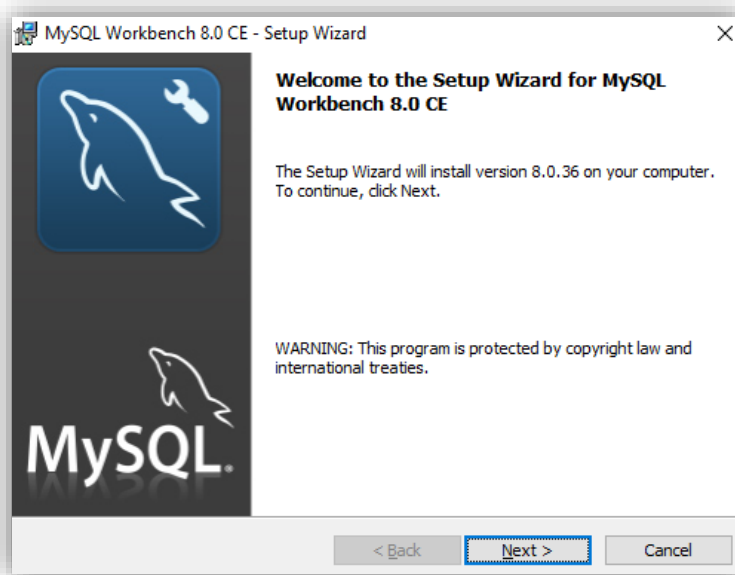 MySQL Workbench 8.0 CE - Setup Wizard
Welcome to the Setup Wizard for MySQL
Workbench 8.0 CE
The Setup Wizard will install version 8.0.36 on your computer.
To continue, click Next.
WARNING: This program is protected by copyright law and
international treaties.
MySQL.
< Back
Next >
Cancel